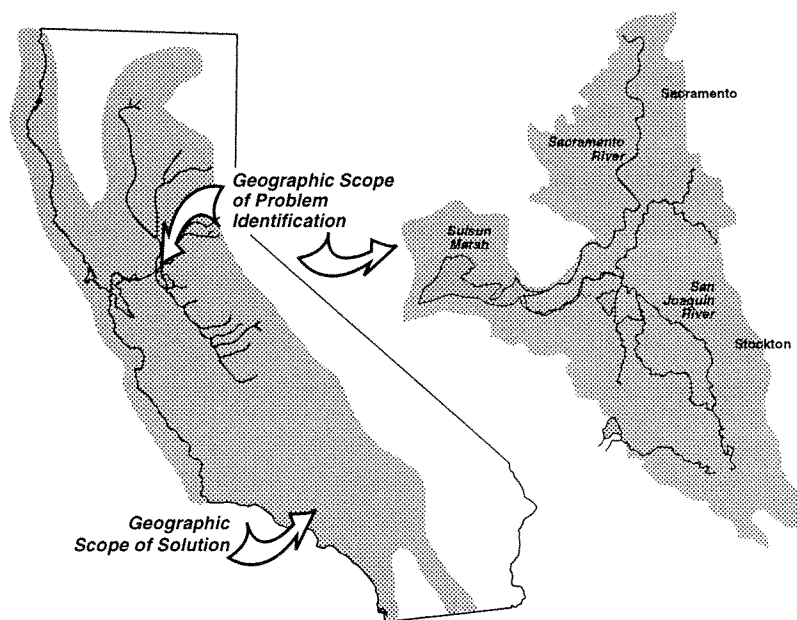 Sacramento
Sacramento
River
Geographic Scope
of Problem
Identification
Suisun
Marsh
San
Joaquin
River
Stockton
Geographic
Scope of Solution